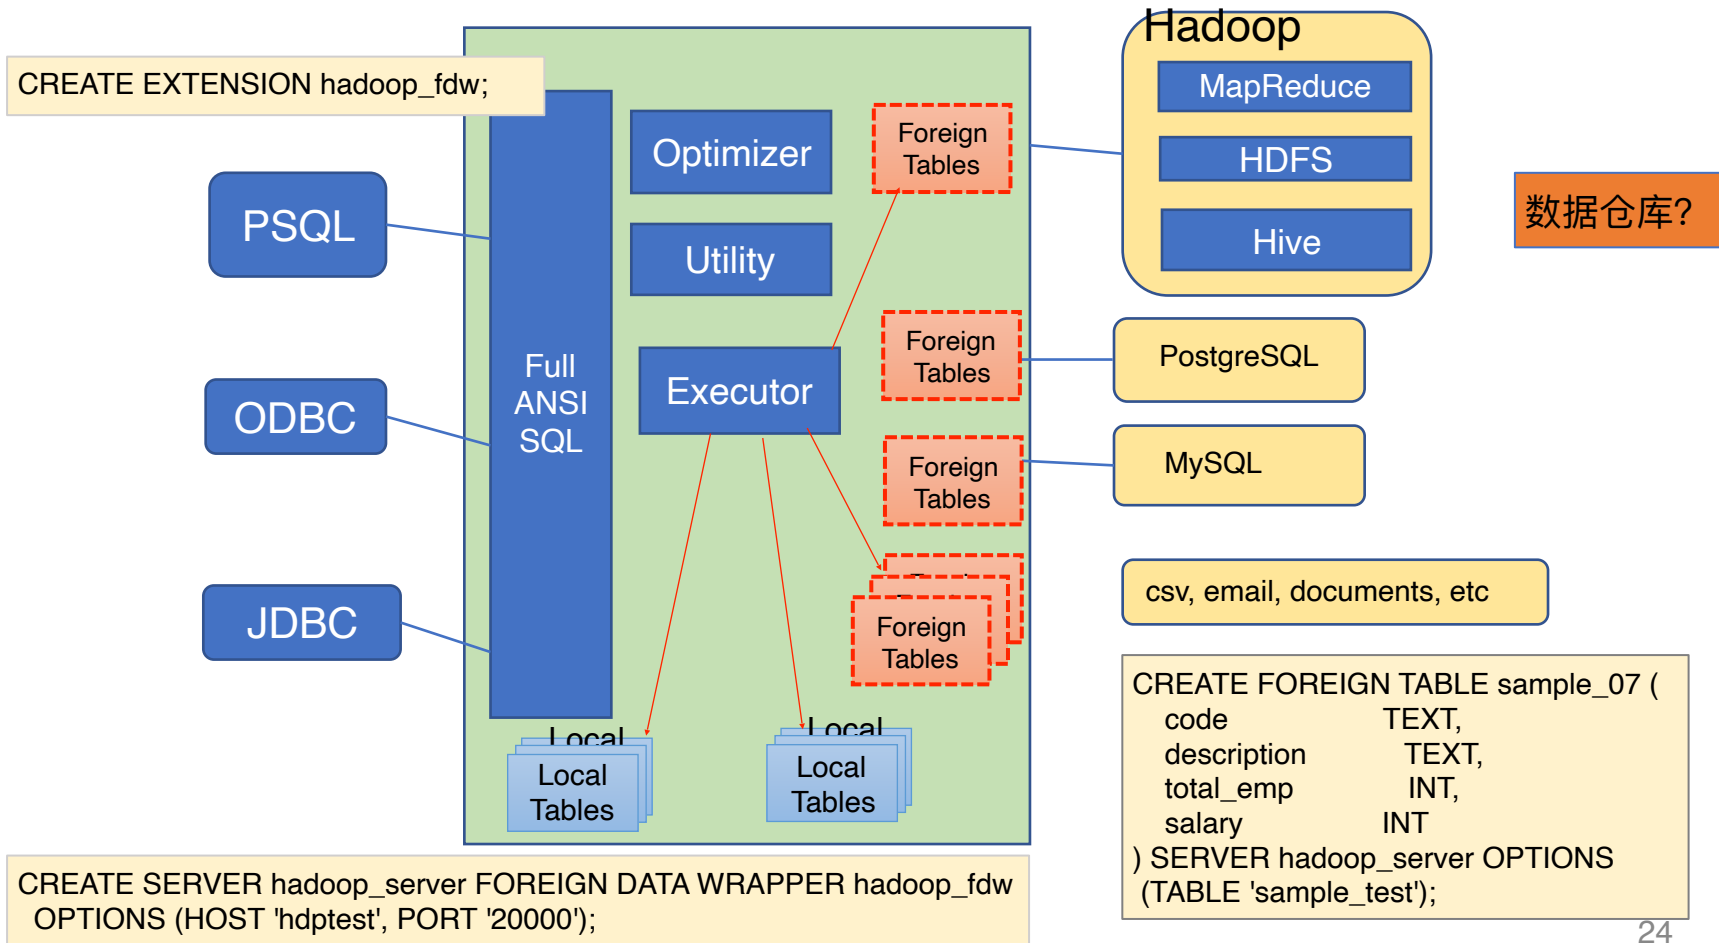 Hadoop
CREATE EXTENSION hadoop_fdw;
MapReduce
HDFS
Hive
数据仓库?
PSQL
ODBC
JDBC
Full
ANSI
SQL
Optimizer
Utility
Executor
Foreign
Tables
Foreign
Tables
Foreign
Tables
Foreign
Tables
PostgreSQL
MySQL
csv, email, documents, etc
Local
Local
Tables
Local
Local
Tables
CREATE FOREIGN TABLE sample_07 (
code TEXT,
description TEXT,
total_emp INT,
salary INT
) SERVER hadoop_server OPTIONS
(TABLE 'sample_test');
CREATE SERVER hadoop_server FOREIGN DATA WRAPPER hadoop_fdw
OPTIONS (HOST 'hdptest', PORT '20000');
24